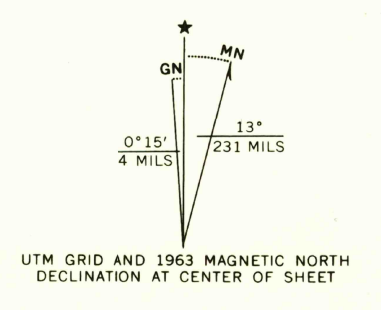 ★
MN
GN
0°15′
4 MILS
13°
231 MILS
UTM GRID AND 1963 MAGNETIC NORTH
DECLINATION AT CENTER OF SHEET